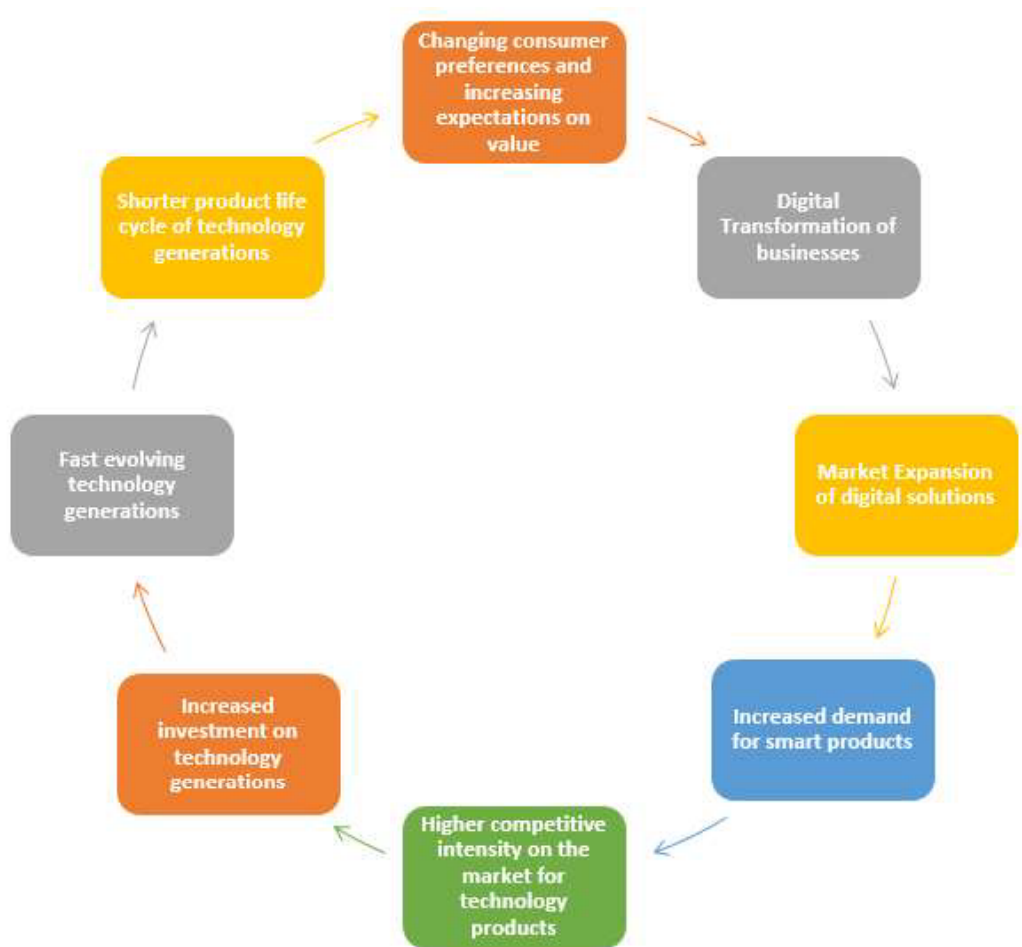 Changing consumer
preferences and
increasing
expectations on
value
Digital
Transformation of
businesses
Market Expansion
of digital solutions
Increased demand
for smart products
Higher competitive
intensity on the
market for
technology
products
Increased
investment on
technology
generations
Fast evolving
technology
generations
Shorter product life
cycle of technology
generations